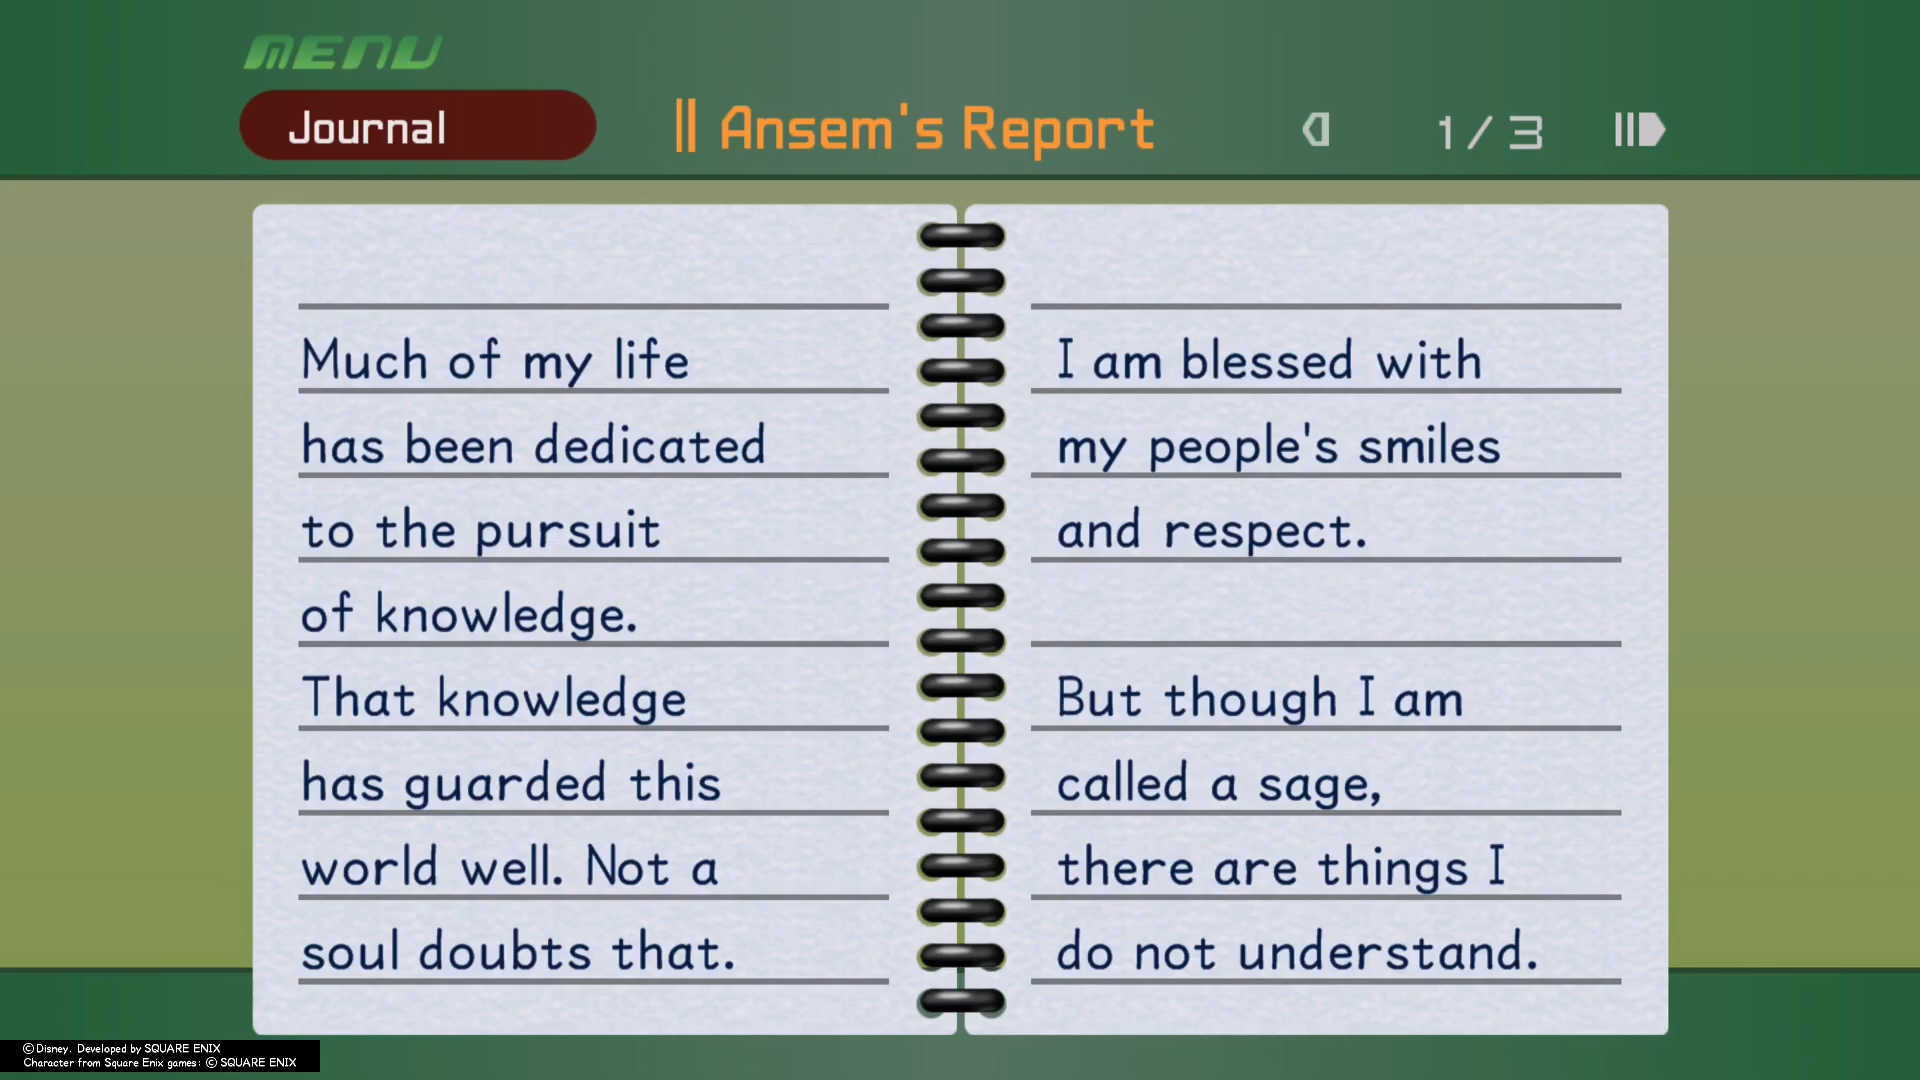 MENU
Journal
Ansem's Report
1/3
Much of my life
has been dedicated
to the pursuit
of knowledge.
That knowledge
has guarded this
world well. Not a
soul doubts that.
I am blessed with
my people's smiles
and respect.
But though I am
called a sage,
there are things I
do not understand.
©Disney. Developed by SQUARE ENIX
Character from Square Enix games: © SQUARE ENIX